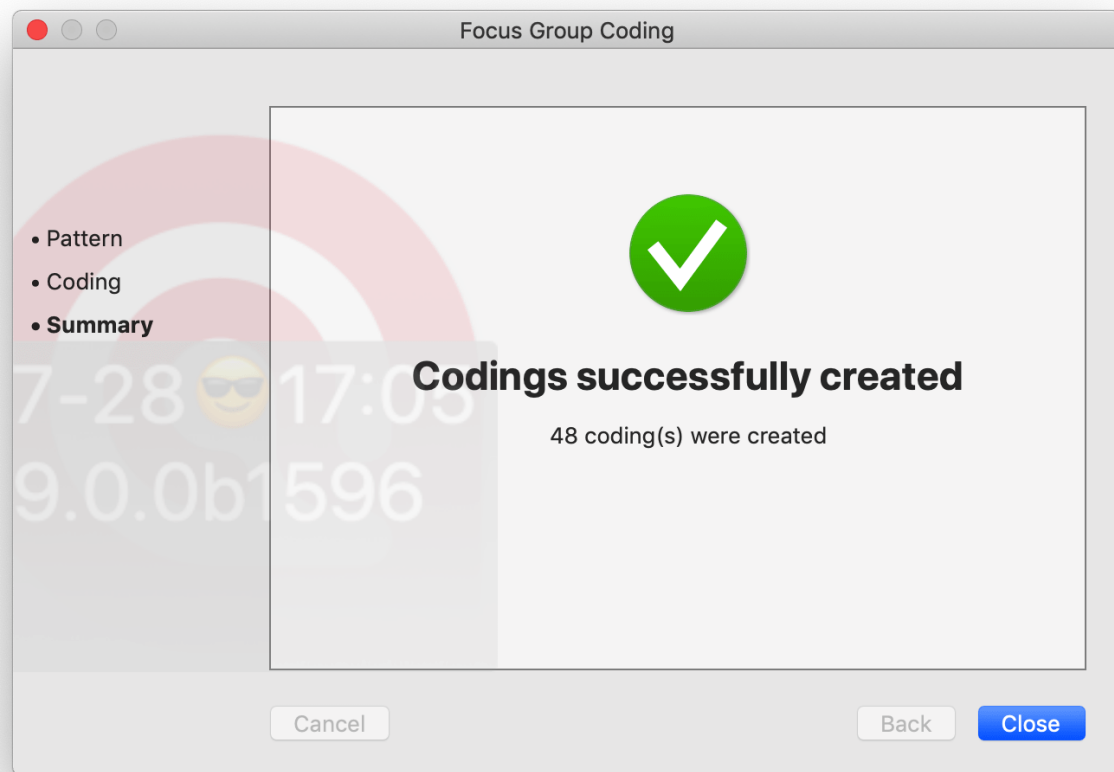 Focus Group Coding
• Pattern
• Coding
• Summary
7-28😎17:05
9.0.0b1596
Codings successfully created
48 coding(s) were created
Cancel
Back
Close